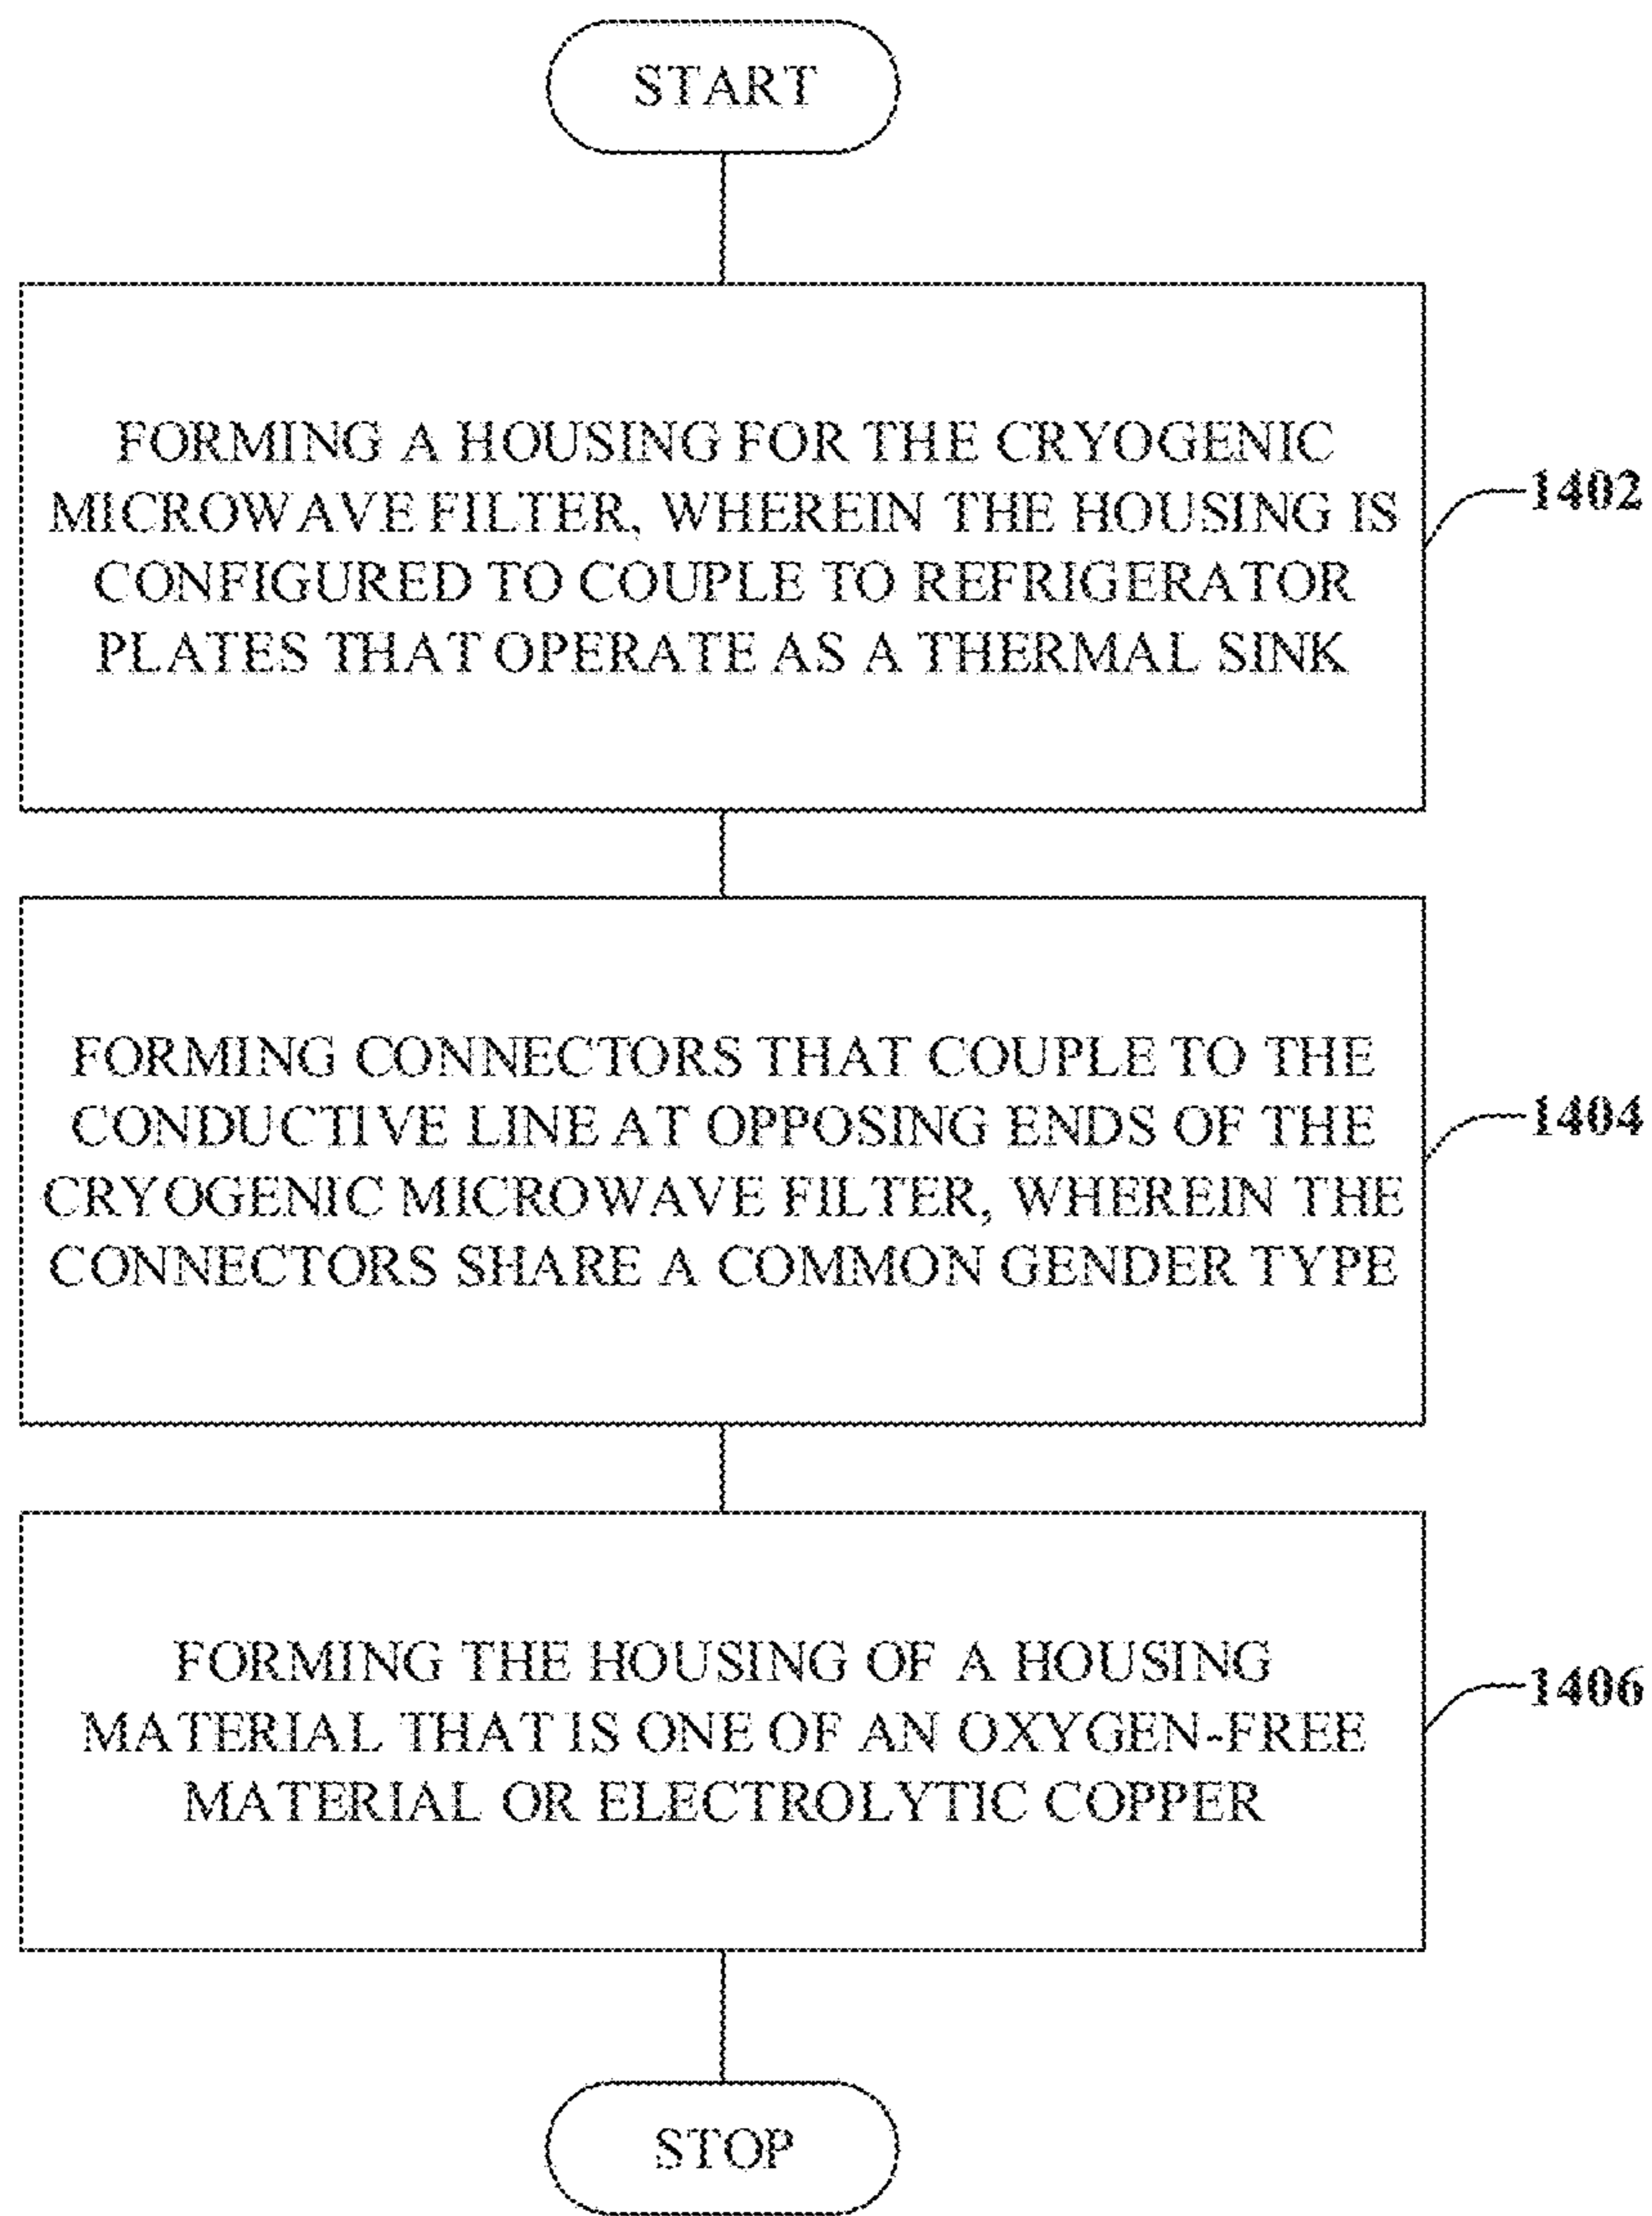 START
FORMING A HOUSING FOR THE CRYOGENIC
MICROWAVE FILTER, WHEREIN THE HOUSING IS
CONFIGURED TO COUPLE TO REFRIGERATOR
PLATES THAT OPERATE AS A THERMAL SINK
1402
FORMING CONNECTORS THAT COUPLE TO THE
CONDUCTIVE LINE AT OPPOSING ENDS OF THE
CRYOGENIC MICROWAVE FILTER, WHEREIN THE
CONNECTORS SHARE A COMMON GENDER TYPE
1404
FORMING THE HOUSING OF A HOUSING
MATERIAL THAT IS ONE OF AN OXYGEN-FREE
MATERIAL OR ELECTROLYTIC COPPER
1406
STOP